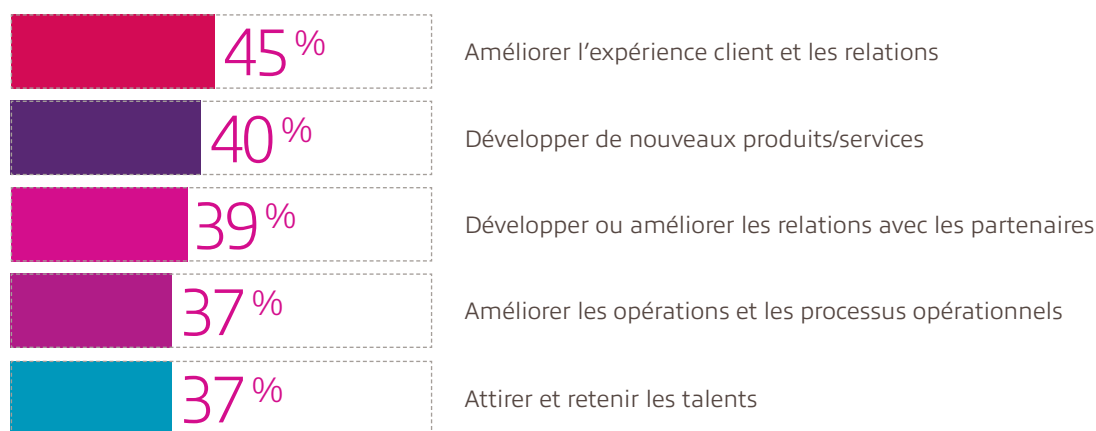 45 % Améliorer l’expérience client et les relations
40 % Développer de nouveaux produits/services
39 % Développer ou améliorer les relations avec les partenaires
37 % Améliorer les opérations et les processus opérationnels
37 % Attirer et retenir les talents